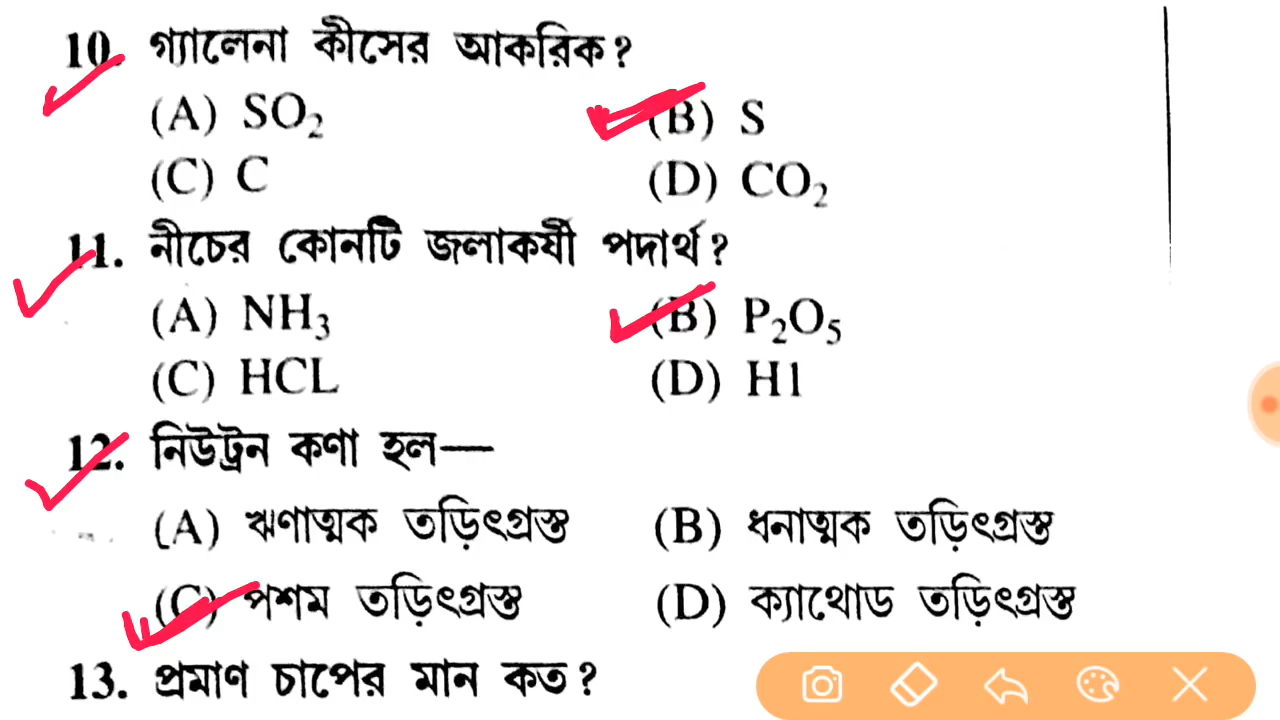 10. গ্যালেনা কীসের আকরিক?
(A) SO₂ (B) S
(C) C (D) CO₂
11. নীচের কোনটি জলাকর্ষী পদার্থ?
(A) NH₃ (B) P₂O₅
(C) HCL (D) H1
12. নিউট্রন কণা হল—
(A) ঋণাত্মক তড়িৎগ্রস্ত (B) ধনাত্মক তড়িৎগ্রস্ত
(C) পশম তড়িৎগ্রস্ত (D) ক্যাথোড তড়িৎগ্রস্ত
13. প্রমাণ চাপের মান কত?